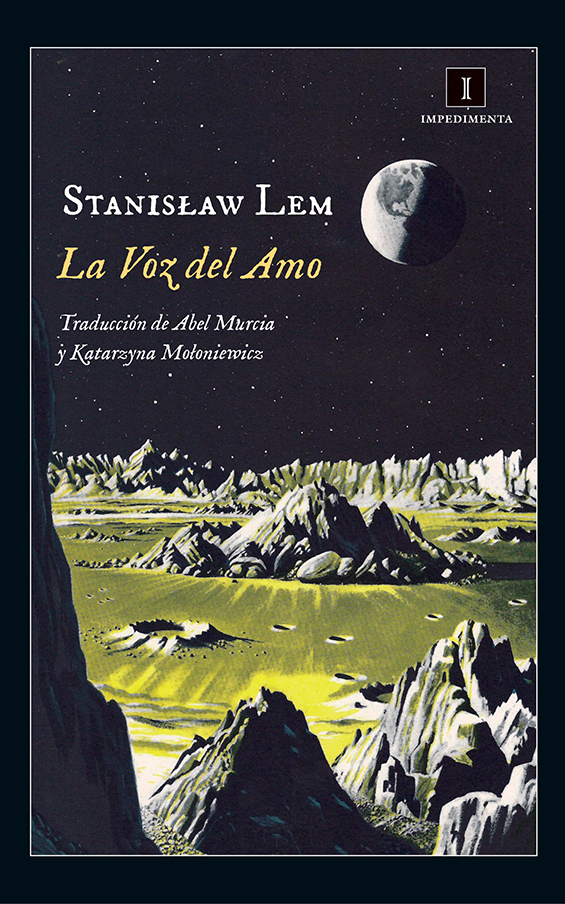 I
IMPEDIMENTA
STANISŁAW LEM
La Voz del Amo
Traducción de Abel Murcia
y Katarzyna Mołoniewicz